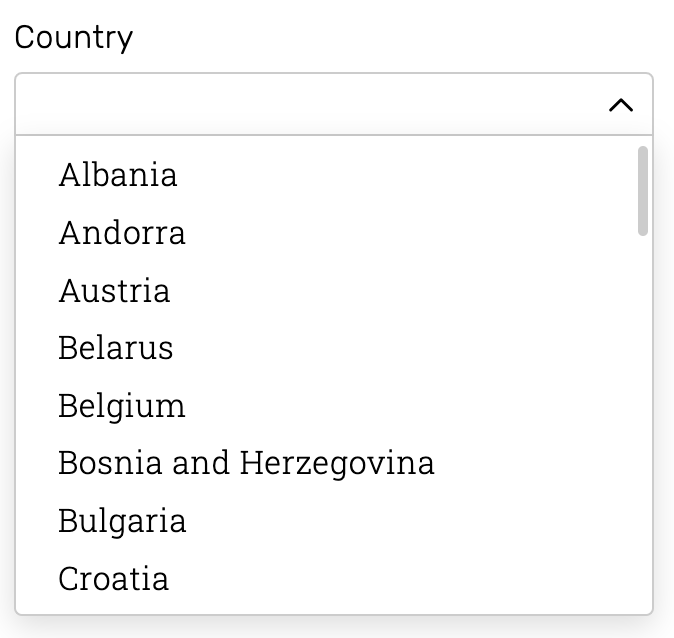 Country
Albania
Andorra
Austria
Belarus
Belgium
Bosnia and Herzegovina
Bulgaria
Croatia